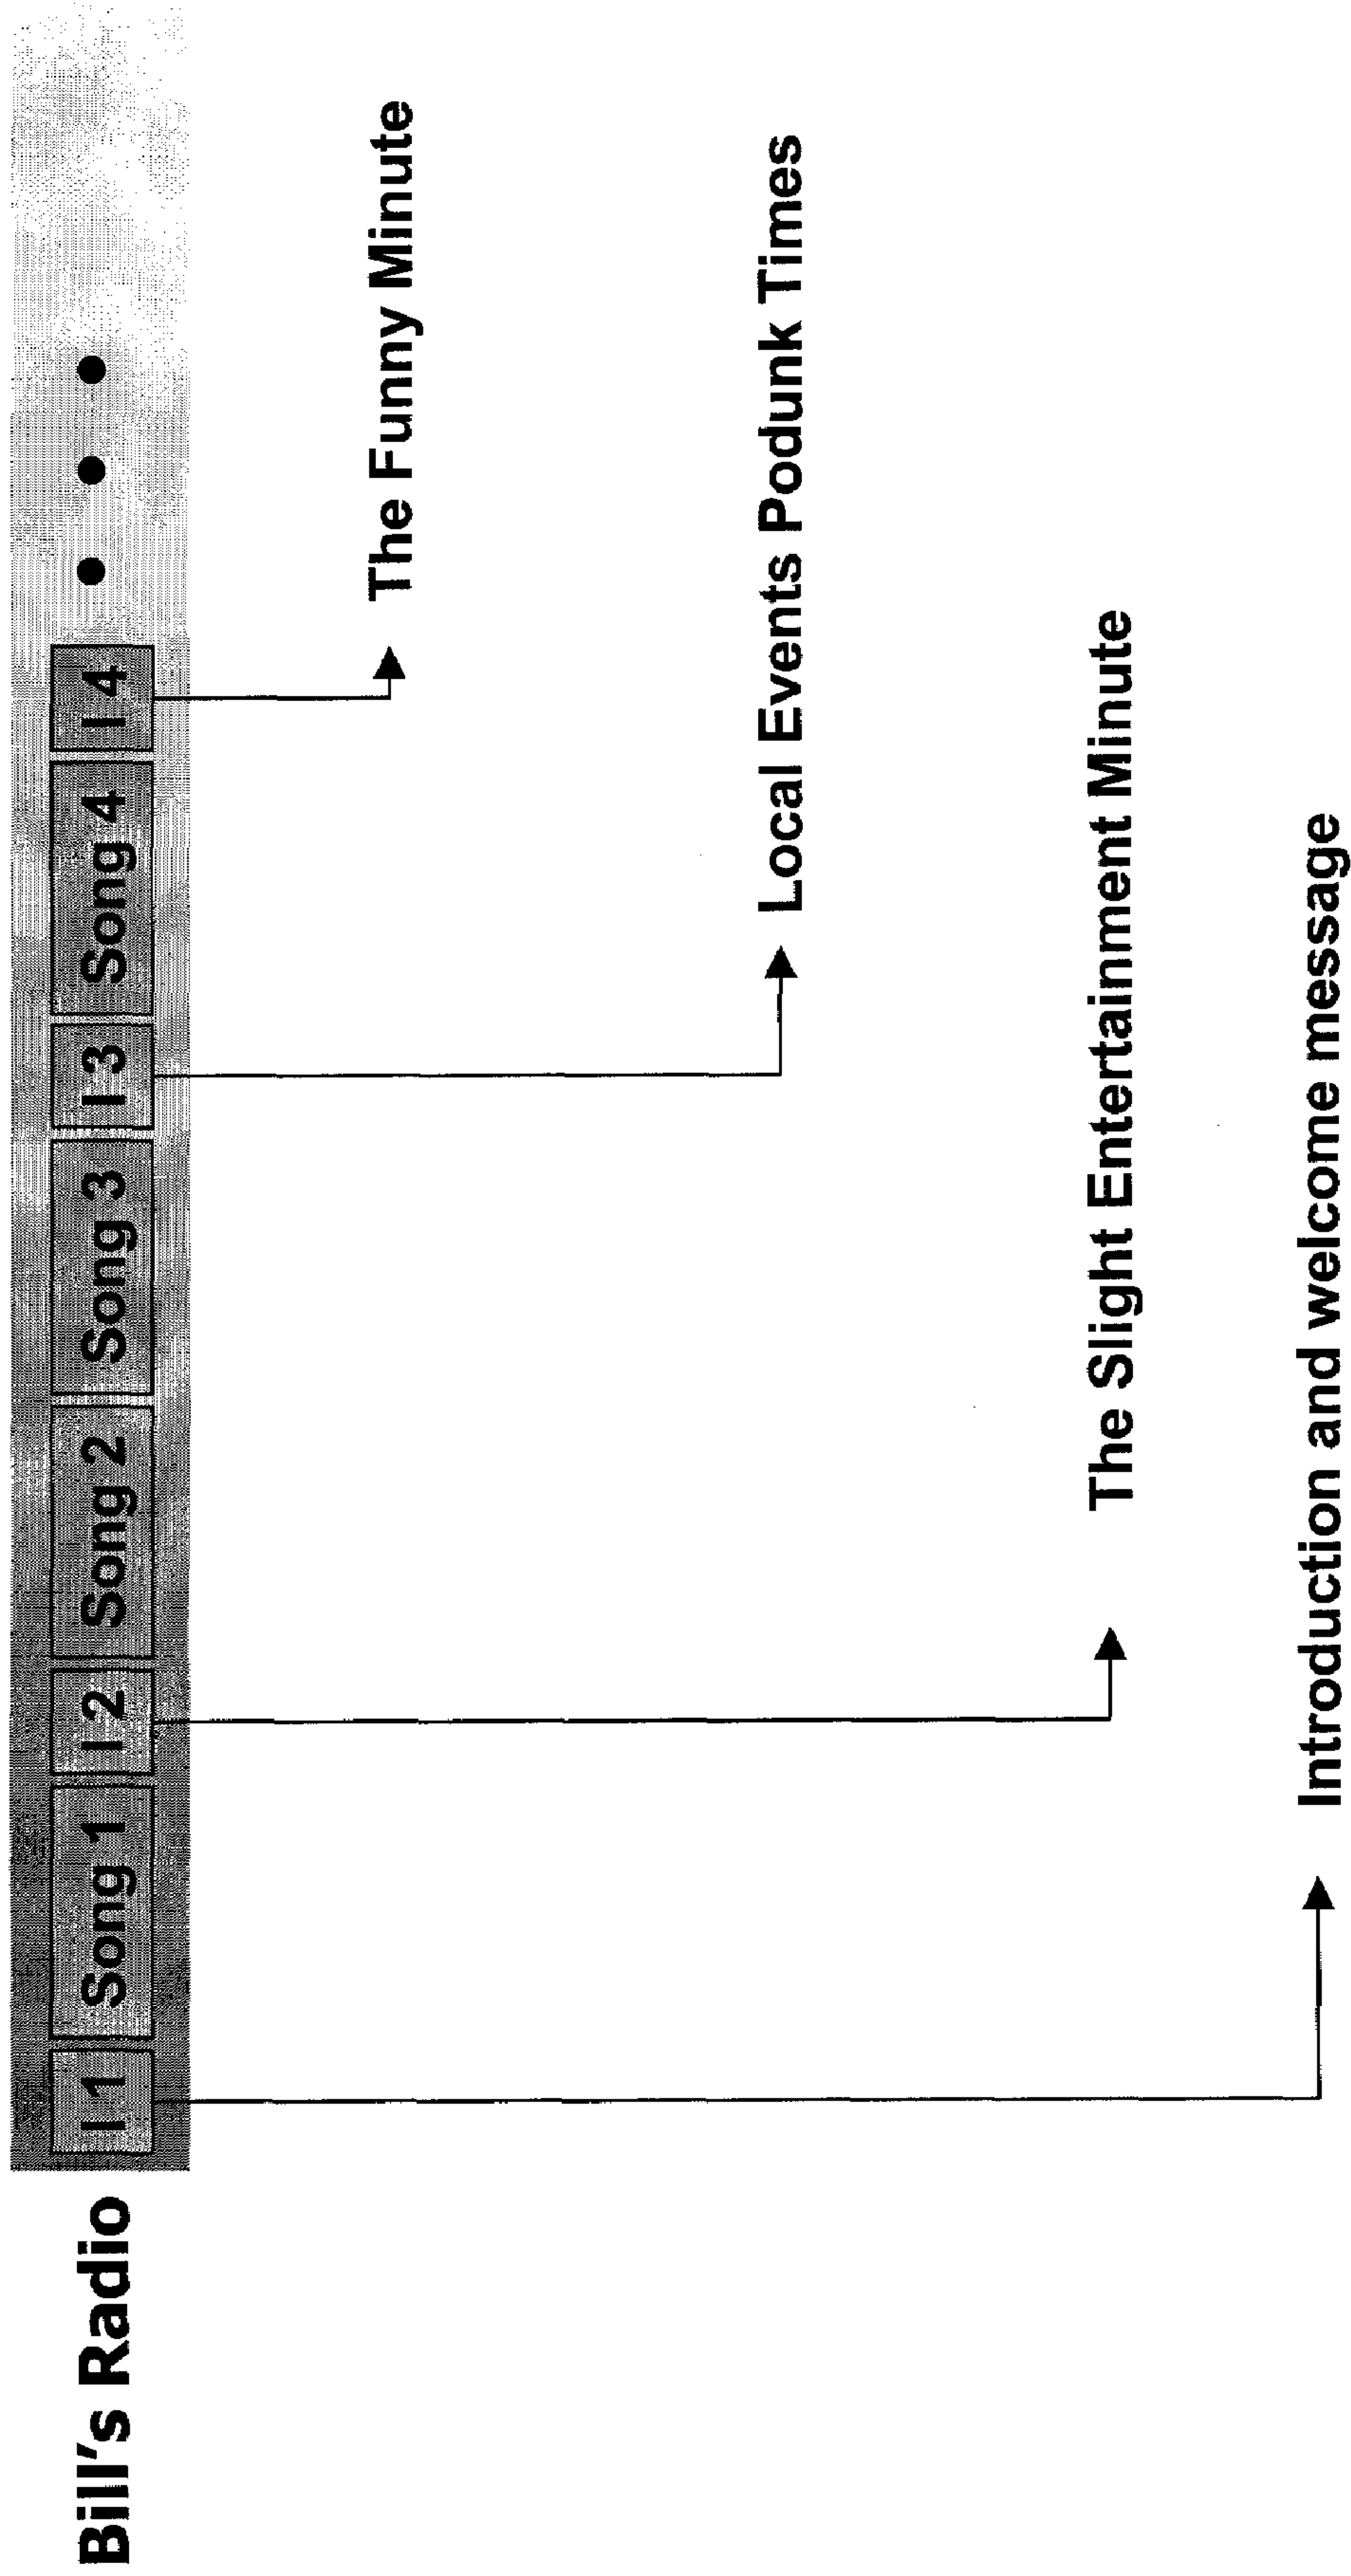 Bill's Radio
I 1 Song 1 I 2 Song 2 Song 3 I 3 Song 4 I 4
The Funny Minute
Local Events Podunk Times
The Slight Entertainment Minute
Introduction and welcome message